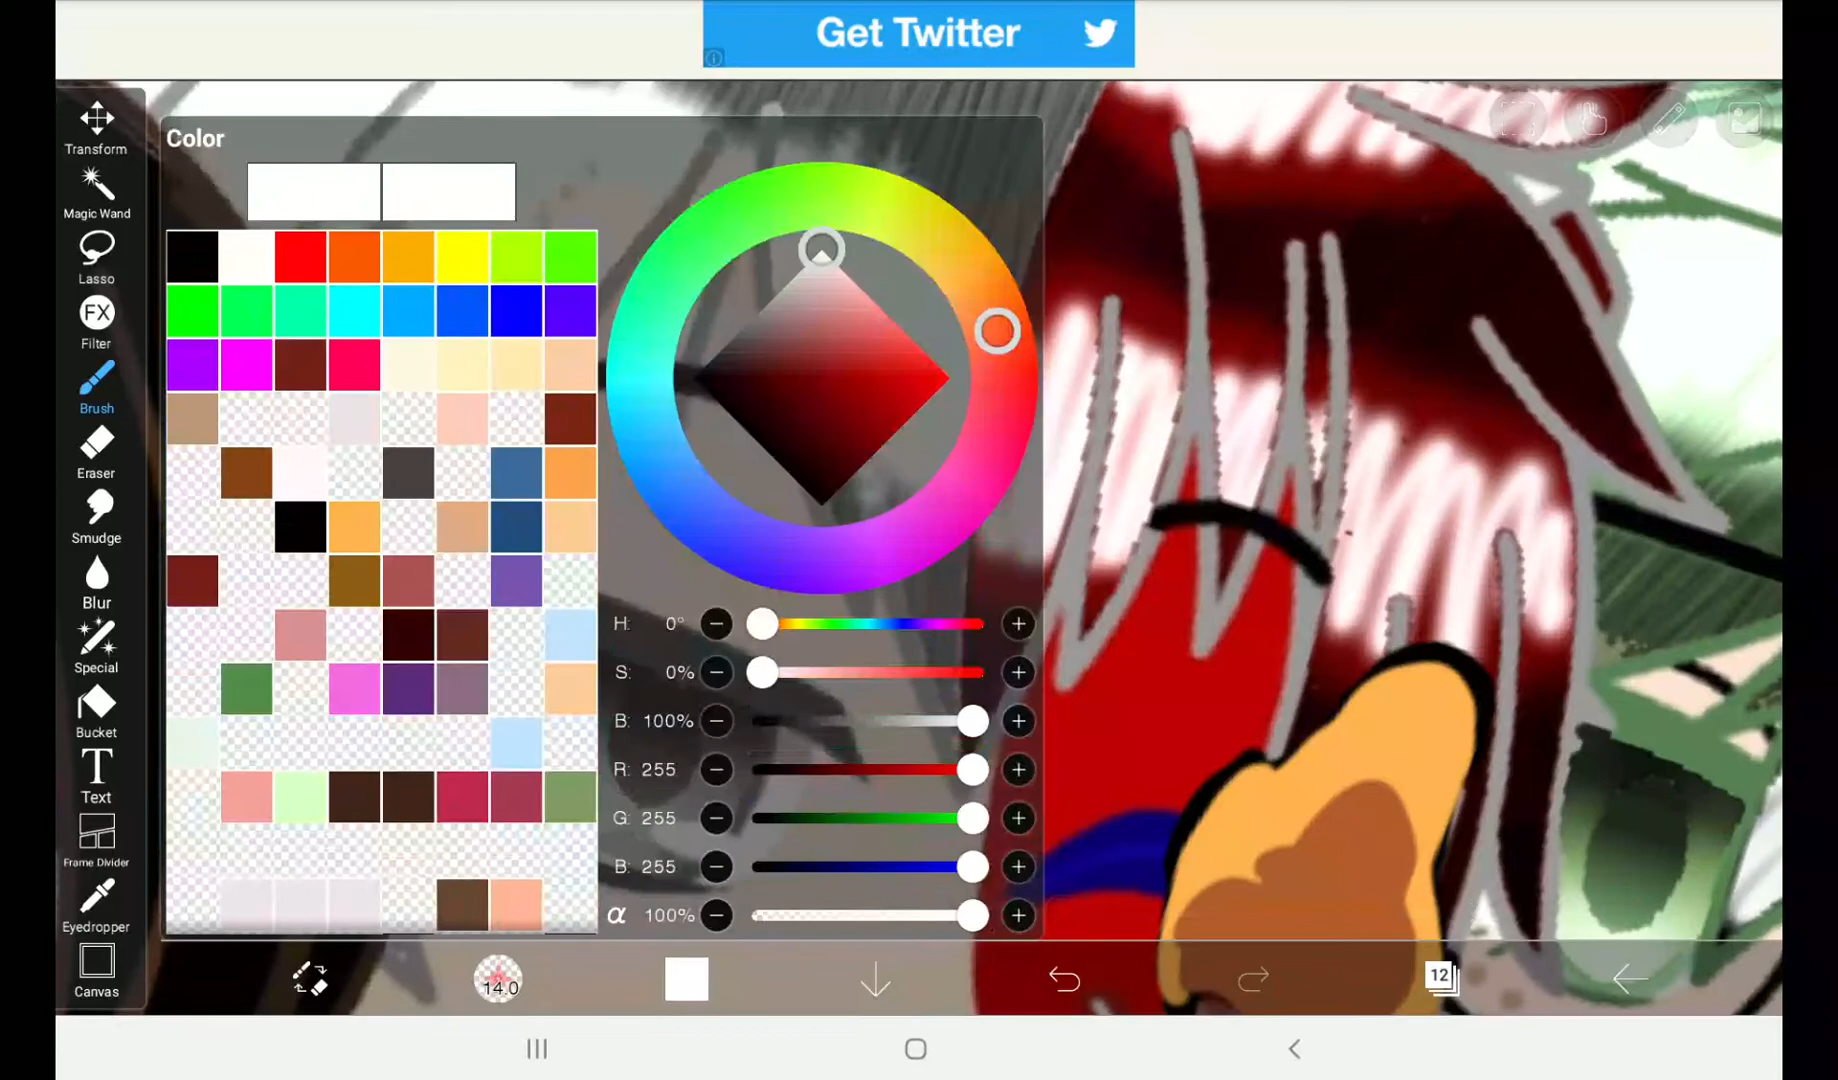 Get Twitter
Color
Transform
Magic Wand
Lasso
FX
Filter
Brush
Eraser
Smudge
Blur
Special
Bucket
T
Text
Frame Divider
Eyedropper
Canvas
H: 0°
S: 0%
B: 100%
R: 255
G: 255
B: 255
α 100%
14.0
12